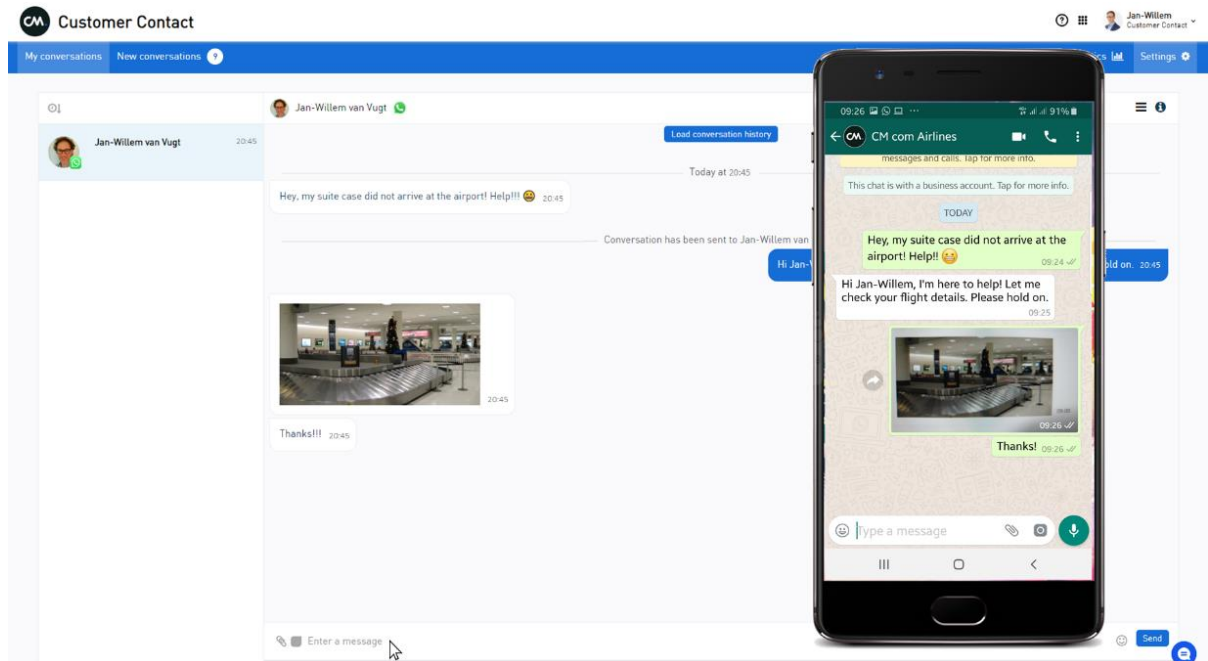 CM.
Customer Contact
Jan-Willem
Customer Contact
My conversations
New conversations
?
Settings
Jan-Willem van Vugt
Jan-Willem van Vugt
20:45
Load conversation history
Today at 20:45
Hey, my suite case did not arrive at the airport! Help!!! 20:45
Conversation has been sent to Jan-Willem van
Hi Jan-
old on. 20:45
20:45
Thanks!!! 20:45
Enter a message
Send
09:26
91%
CM
CM com Airlines
messages and calls. Tap for more info.
This chat is with a business account. Tap for more info.
TODAY
Hey, my suite case did not arrive at the
airport! Help!!
09:24
Hi Jan-Willem, I'm here to help! Let me
check your flight details. Please hold on.
09:25
09:26
Thanks! 09:26
Type a message